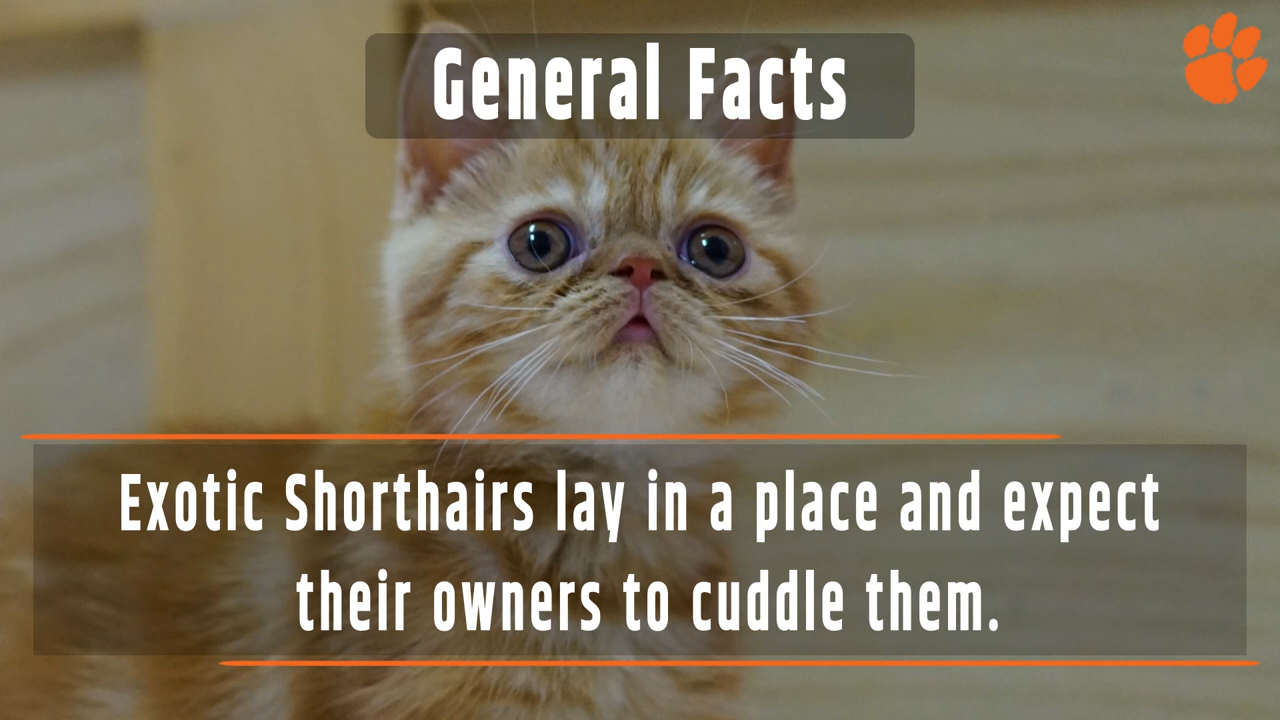 General Facts
Exotic Shorthairs lay in a place and expect
their owners to cuddle them.